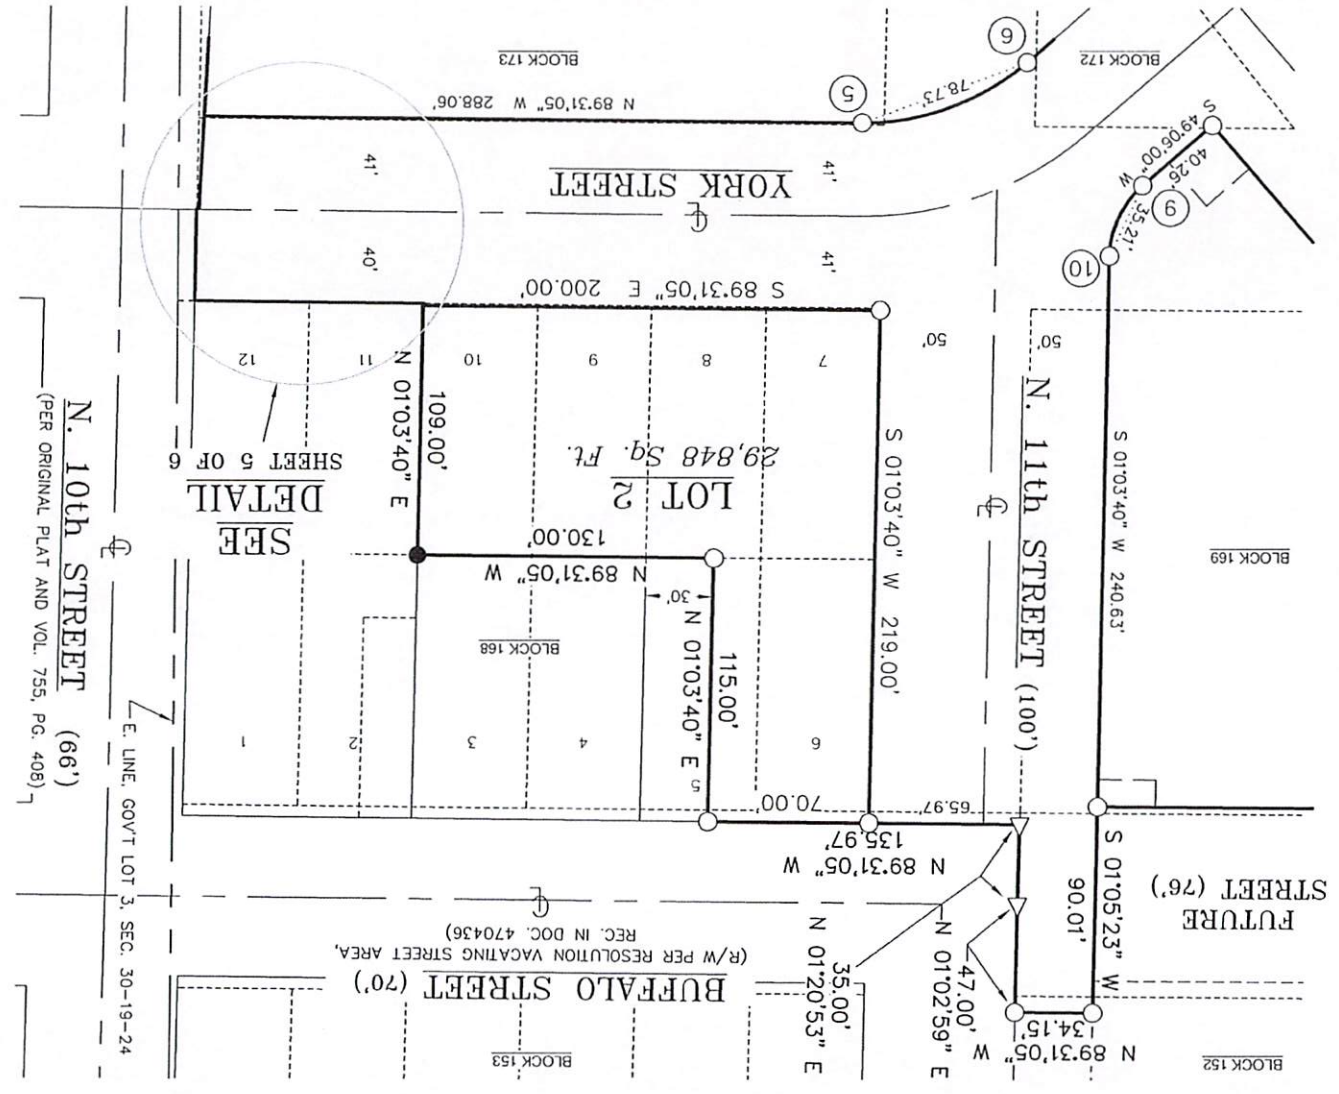 BLOCK 152
N 89°31'05" W
34.15'
BLOCK 153
47.00'
N 01°02'59" E
35.00'
N 01°20'53" E
S 01°05'23" W
90.01'
BUFFALO STREET (70')
(R/W PER RESOLUTION VACATING STREET AREA,
REC. IN DOC. 470436)
FUTURE
STREET (76')
N 89°31'05" W
135.97'
65.97'
70.00'
E. LINE, GOV'T LOT 3, SEC. 30-19-24
6
5
4
3
2
1
115.00'
N 01°03'40" E
30'
BLOCK 168
N 89°31'05" W
130.00'
BLOCK 169
S 01°03'40" W 240.63'
N. 11th STREET (100')
S 01°03'40" W 219.00'
LOT 2
29,848 Sq. Ft.
109.00'
N 01°03'40" E
SEE
DETAIL
SHEET 5 OF 6
N. 10th STREET (66')
(PER ORIGINAL PLAT AND VOL. 755, PG. 408)
50'
50'
7
8
9
10
11
12
S 89°31'05" E 200.00'
10
35.21'
9
40.26'
S 49°06'00" W
41'
40'
YORK STREET
41'
41'
N 89°31'05" W 288.06'
5
78.73'
6
BLOCK 172
BLOCK 173